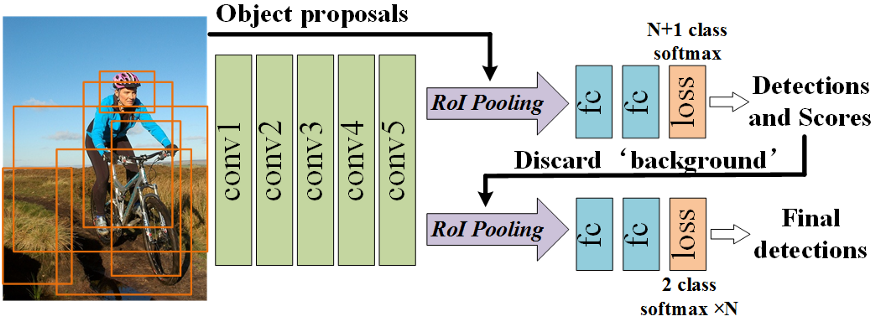 Object proposals
conv1
conv2
conv3
conv4
conv5
RoI Pooling
fc
fc
loss
N+1 class
softmax
Detections
and Scores
Discard ‘background’
RoI Pooling
fc
fc
loss
2 class
softmax ×N
Final
detections